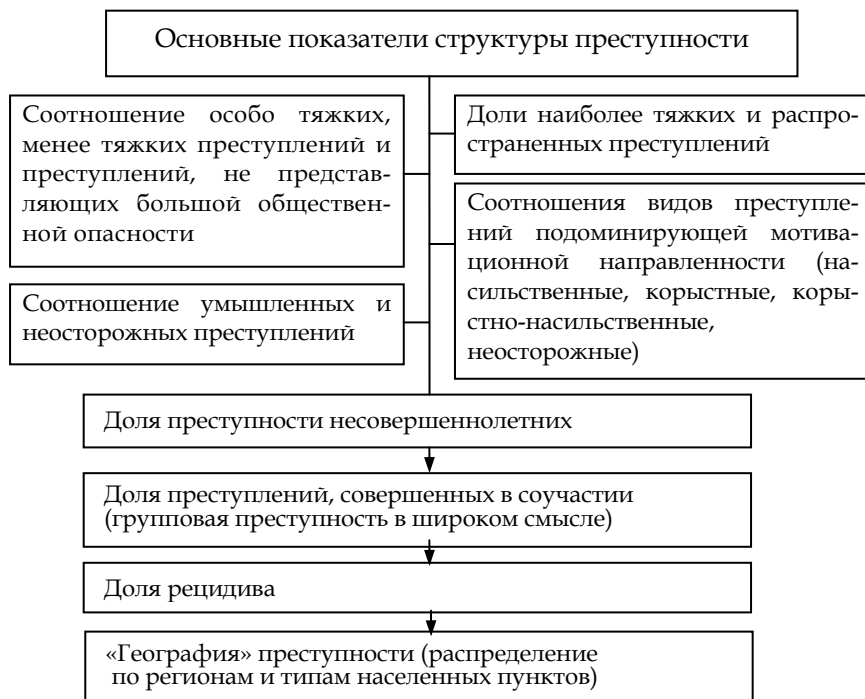 Основные показатели структуры преступности
Соотношение особо тяжких,
менее тяжких преступлений и
преступлений, не представ-
ляющих большой обществен-
ной опасности
Доли наиболее тяжких и распро-
страненных преступлений
Соотношения видов преступле-
ний подоминирующей мотива-
ционной направленности (на-
сильственные, корыстные, коры-
стно-насильственные,
неосторожные)
Соотношение умышленных и
неосторожных преступлений
Доля преступности несовершеннолетних
Доля преступлений, совершенных в соучастии
(групповая преступность в широком смысле)
Доля рецидива
«География» преступности (распределение
по регионам и типам населенных пунктов)